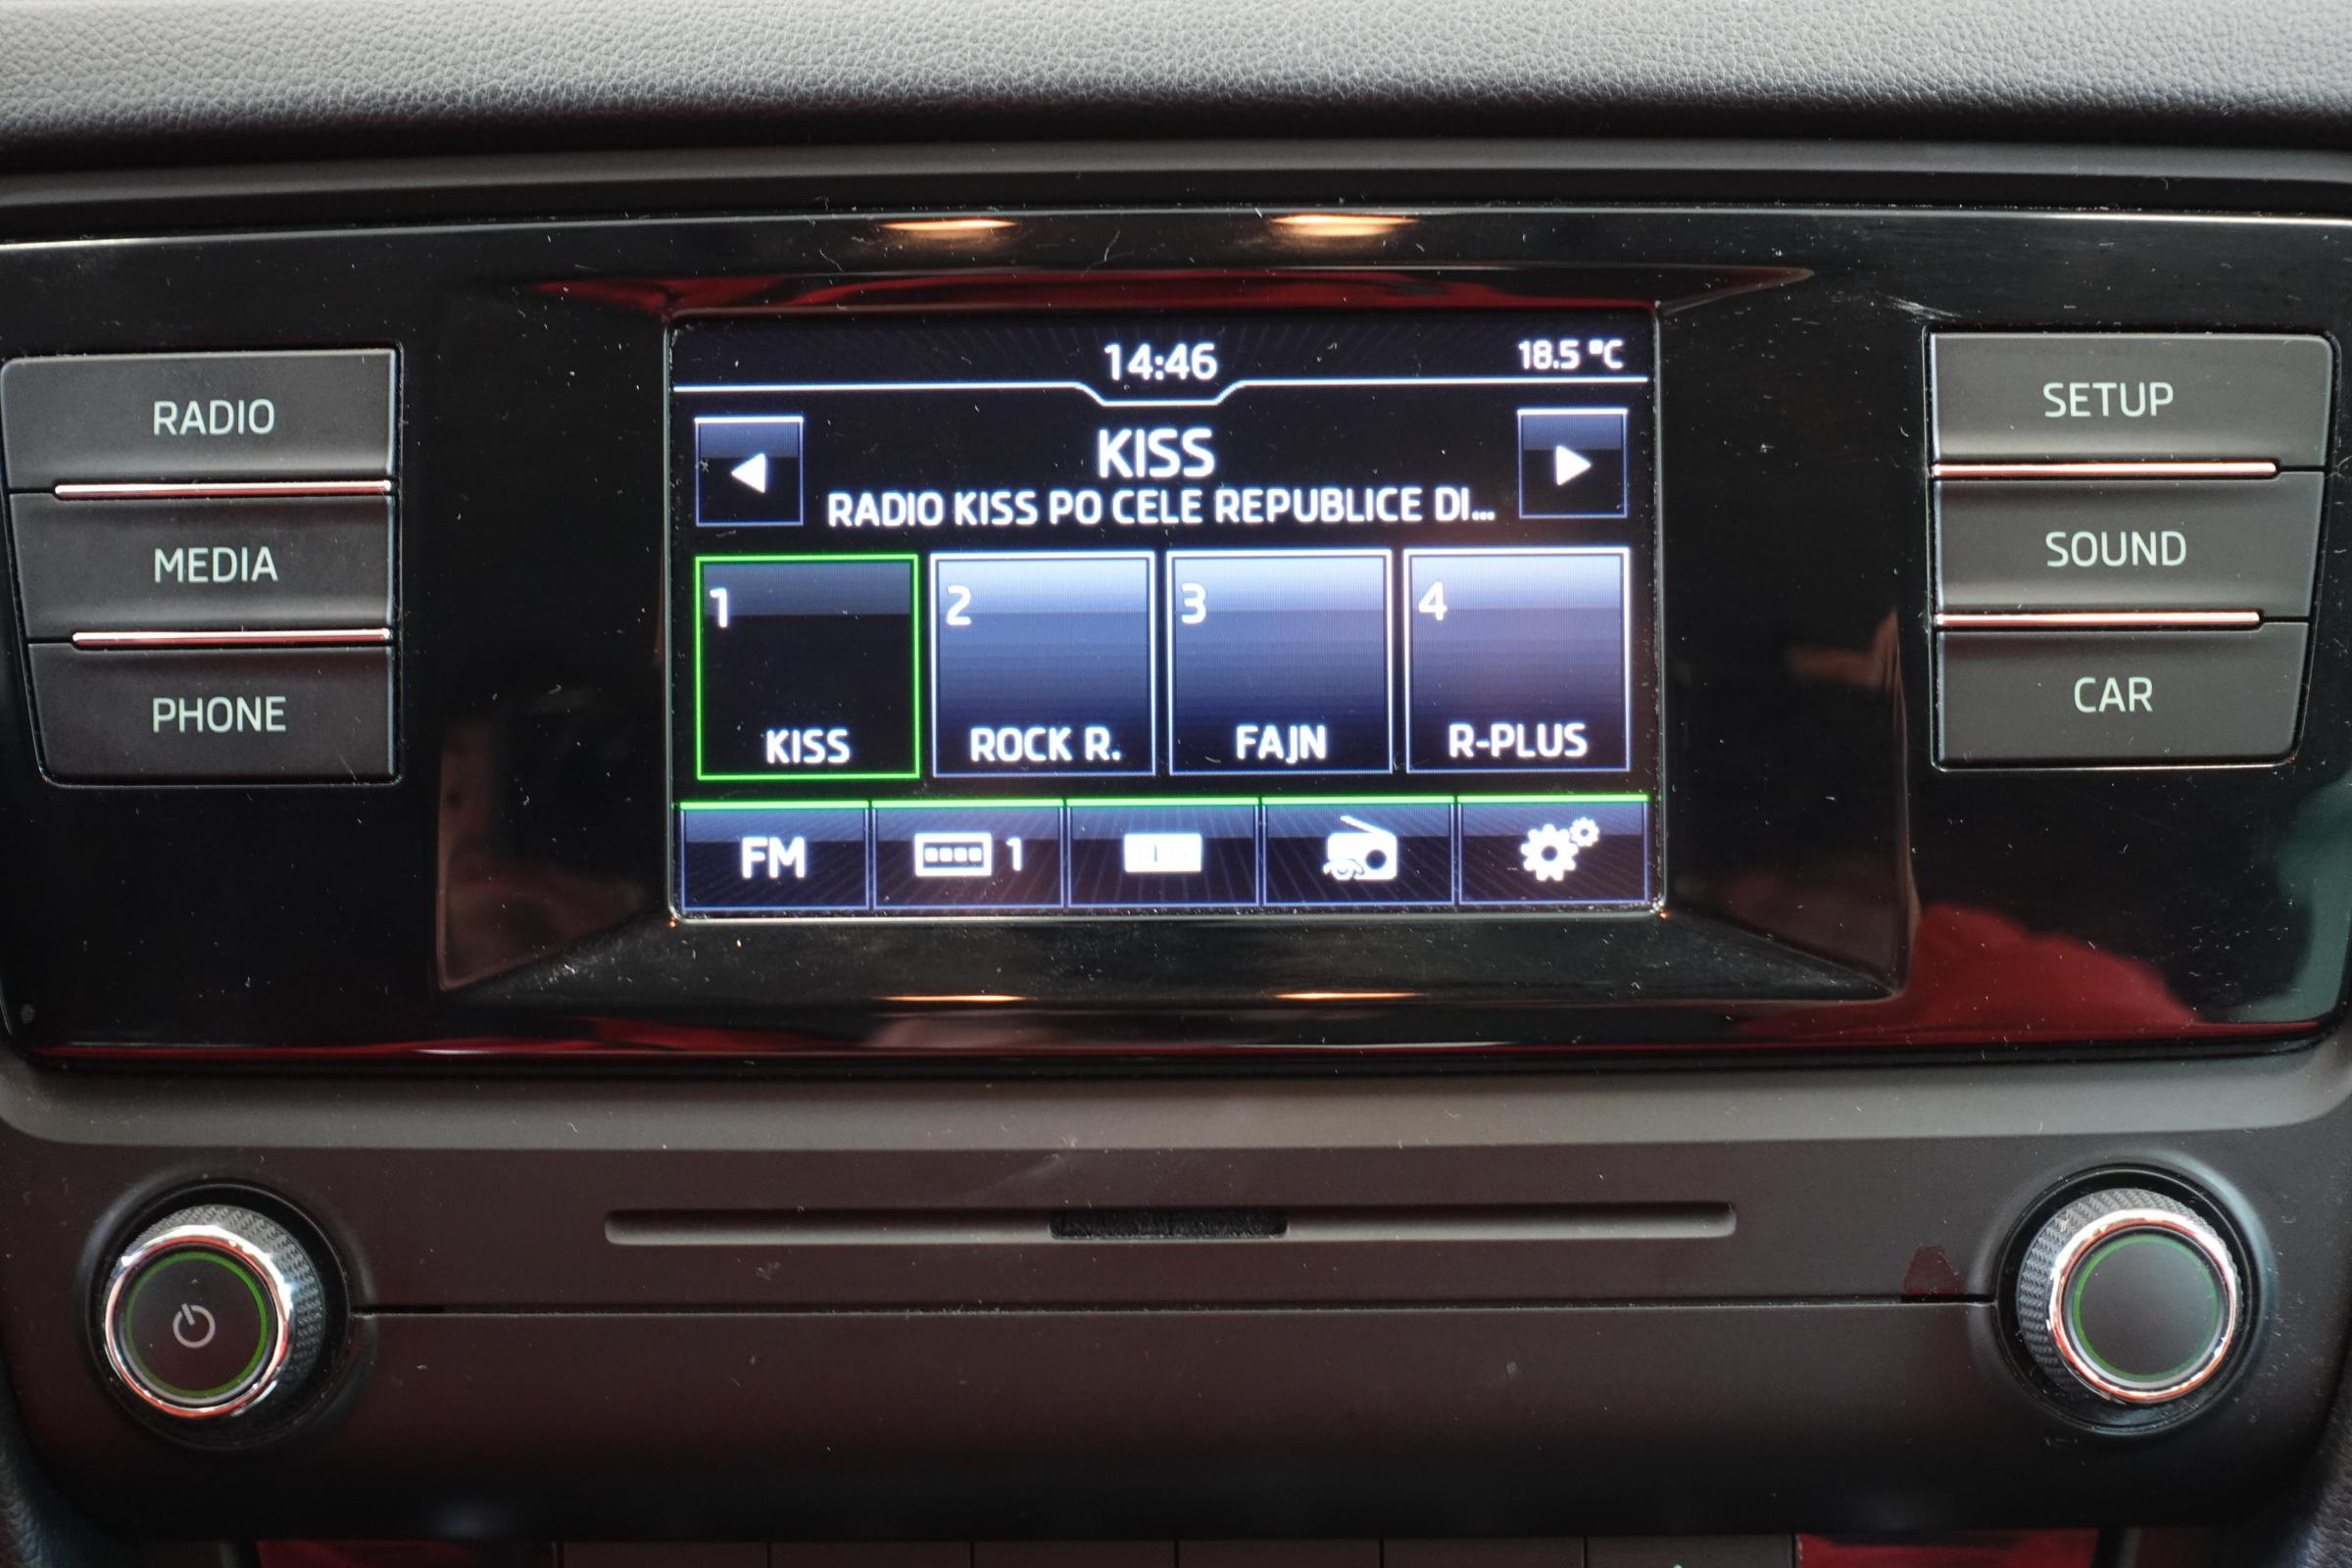 14:46
18.5 °C
RADIO
MEDIA
PHONE
KISS
RADIO KISS PO CELE REPUBLICE DI...
1
KISS
2
ROCK R.
3
FAJN
4
R-PLUS
FM
1
SETUP
SOUND
CAR